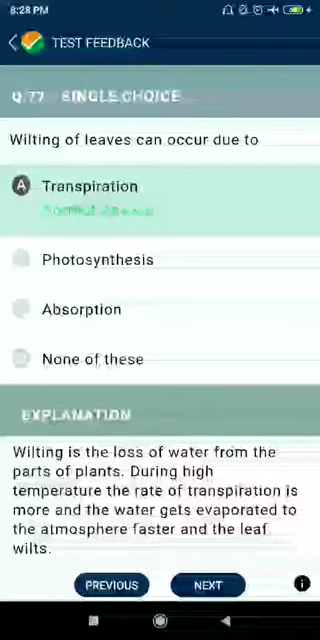 8:28 PM
TEST FEEDBACK
Q.77 SINGLE CHOICE
Wilting of leaves can occur due to
A Transpiration
Correct Answer
Photosynthesis
Absorption
D None of these
EXPLANATION
Wilting is the loss of water from the
parts of plants. During high
temperature the rate of transpiration is
more and the water gets evaporated to
the atmosphere faster and the leaf
wilts.
PREVIOUS NEXT